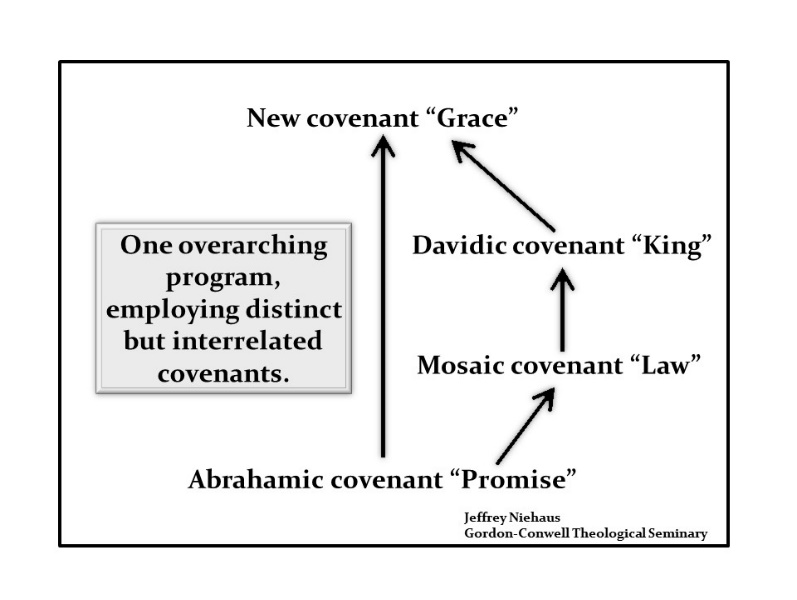 New covenant “Grace”
One overarching
program,
employing distinct
but interrelated
covenants.
Davidic covenant “King”
Mosaic covenant “Law”
Abrahamic covenant “Promise”
Jeffrey Niehaus
Gordon-Conwell Theological Seminary